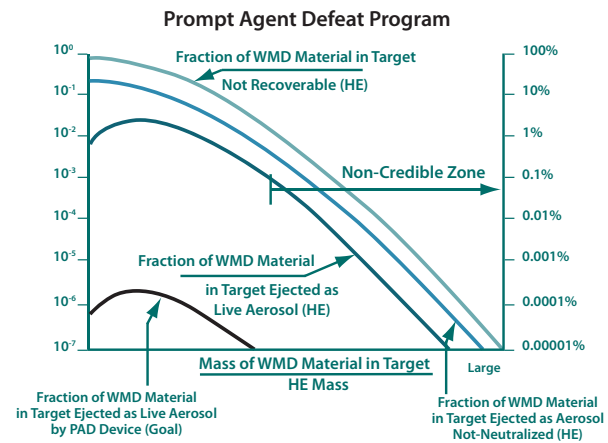 Prompt Agent Defeat Program
10⁰
10⁻¹
10⁻²
10⁻³
10⁻⁴
10⁻⁵
10⁻⁶
10⁻⁷
100%
10%
1%
0.1%
0.01%
0.001%
0.0001%
0.00001%
Fraction of WMD Material in Target
Not Recoverable (HE)
Non-Credible Zone
Fraction of WMD Material
in Target Ejected as
Live Aerosol (HE)
Mass of WMD Material in Target
HE Mass
Large
Fraction of WMD Material
in Target Ejected as Live Aerosol
by PAD Device (Goal)
Fraction of WMD Material
in Target Ejected as Aerosol
Not-Neutralized (HE)